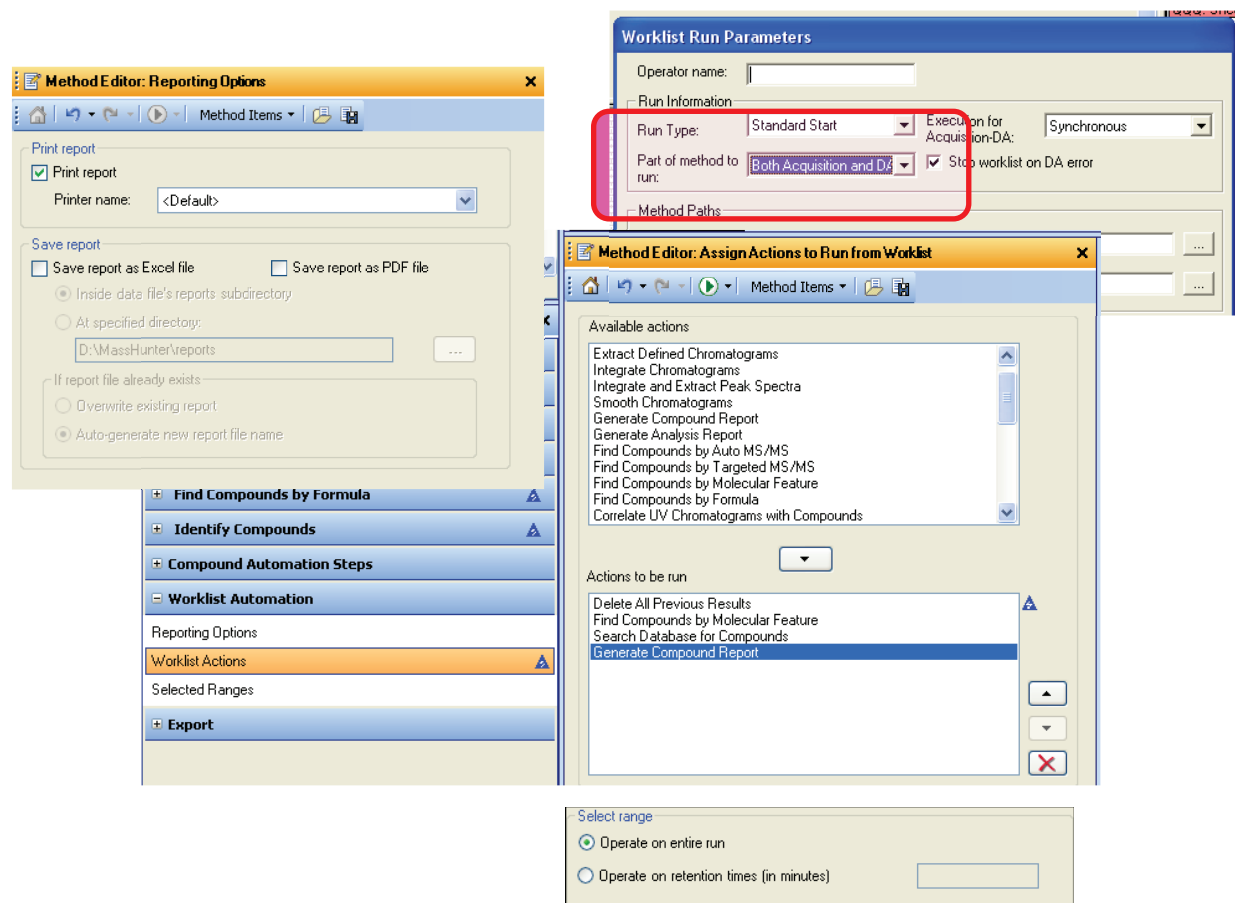 Method Editor: Reporting Options
Method Items
Print report
Print report
Printer name:
<Default>
Save report
Save report as Excel file
Save report as PDF file
Inside data file's reports subdirectory
At specified directory:
D:\MassHunter\reports
...
If report file already exists
Overwrite existing report
Auto-generate new report file name
Worklist Run Parameters
Operator name:
Run Information
Run Type:
Standard Start
Execution for
Acquisition-DA:
Synchronous
Part of method to
run:
Both Acquisition and DA
Stop worklist on DA error
Method Paths
...
...
Find Compounds by Formula
Identify Compounds
Compound Automation Steps
Worklist Automation
Reporting Options
Worklist Actions
Selected Ranges
Export
Method Editor: Assign Actions to Run from Worklist
Method Items
Available actions
Extract Defined Chromatograms
Integrate Chromatograms
Integrate and Extract Peak Spectra
Smooth Chromatograms
Generate Compound Report
Generate Analysis Report
Find Compounds by Auto MS/MS
Find Compounds by Targeted MS/MS
Find Compounds by Molecular Feature
Find Compounds by Formula
Correlate UV Chromatograms with Compounds
Actions to be run
Delete All Previous Results
Find Compounds by Molecular Feature
Search Database for Compounds
Generate Compound Report
Select range
Operate on entire run
Operate on retention times (in minutes)